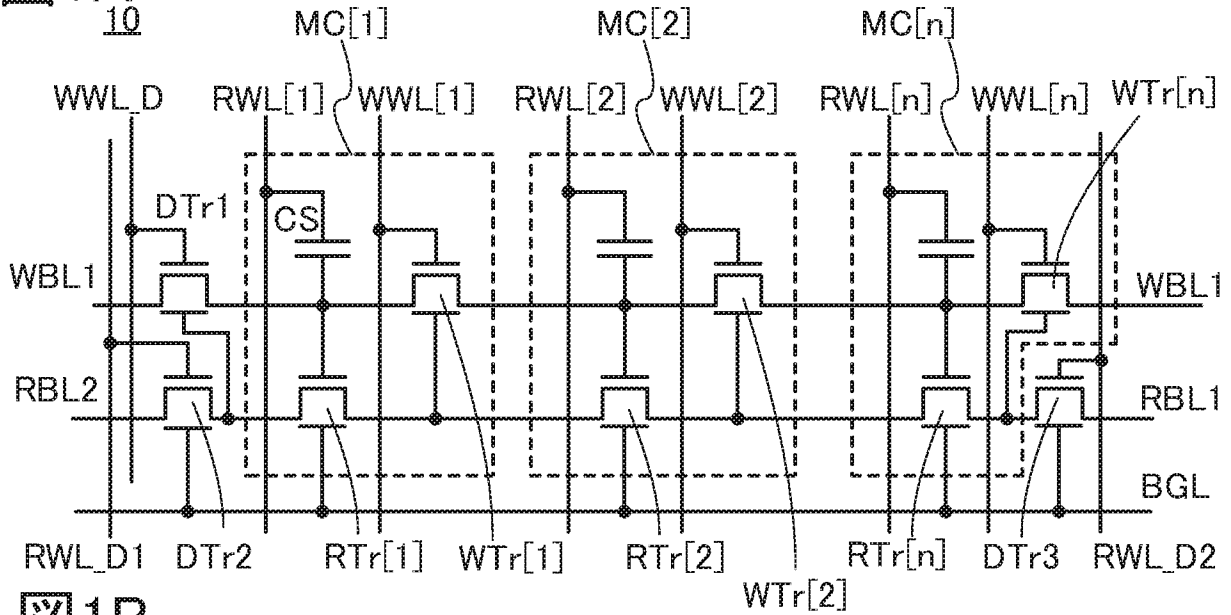 10
MC[1] MC[2] MC[n]
WWL_D RWL[1] WWL[1] RWL[2] WWL[2] RWL[n] WWL[n] WTr[n]
DTr1 CS
WBL1 WBL1
RBL2 RBL1
BGL
RWL_D1 DTr2 RTr[1] WTr[1] RTr[2] RTr[n] DTr3 RWL_D2
WTr[2]